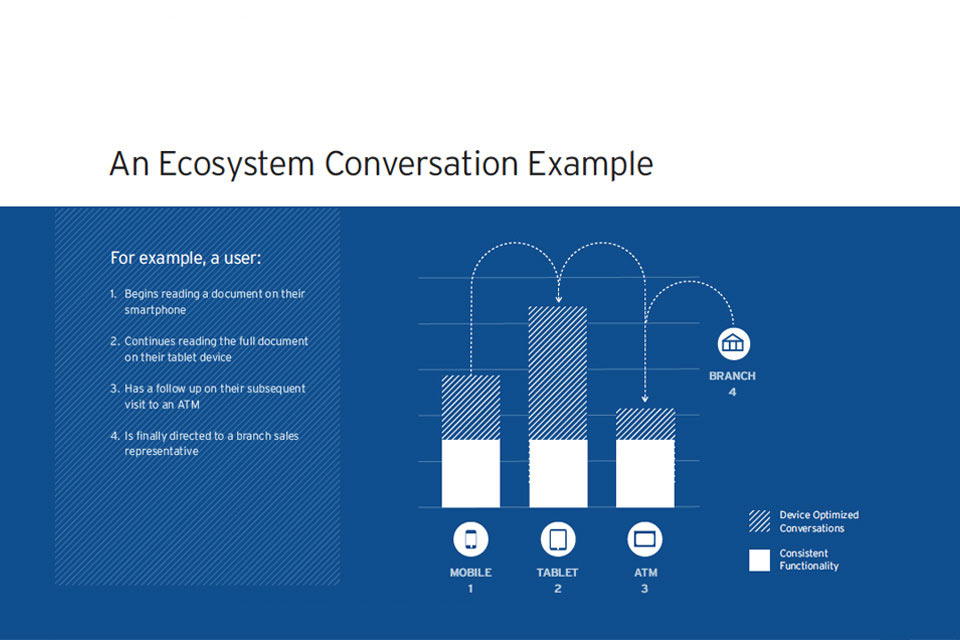 An Ecosystem Conversation Example
For example, a user:
1. Begins reading a document on their
smartphone
2. Continues reading the full document
on their tablet device
3. Has a follow up on their subsequent
visit to an ATM
4. Is finally directed to a branch sales
representative
BRANCH
4
MOBILE
1
TABLET
2
ATM
3
Device Optimized
Conversations
Consistent
Functionality